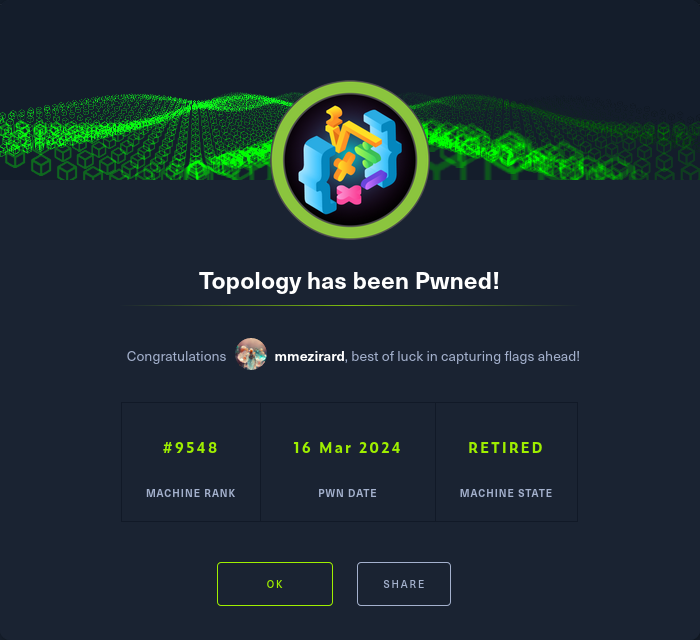 Topology has been Pwned!
Congratulations mmezirard, best of luck in capturing flags ahead!
#9548 16 Mar 2024 RETIRED
MACHINE RANK PWN DATE MACHINE STATE
OK SHARE